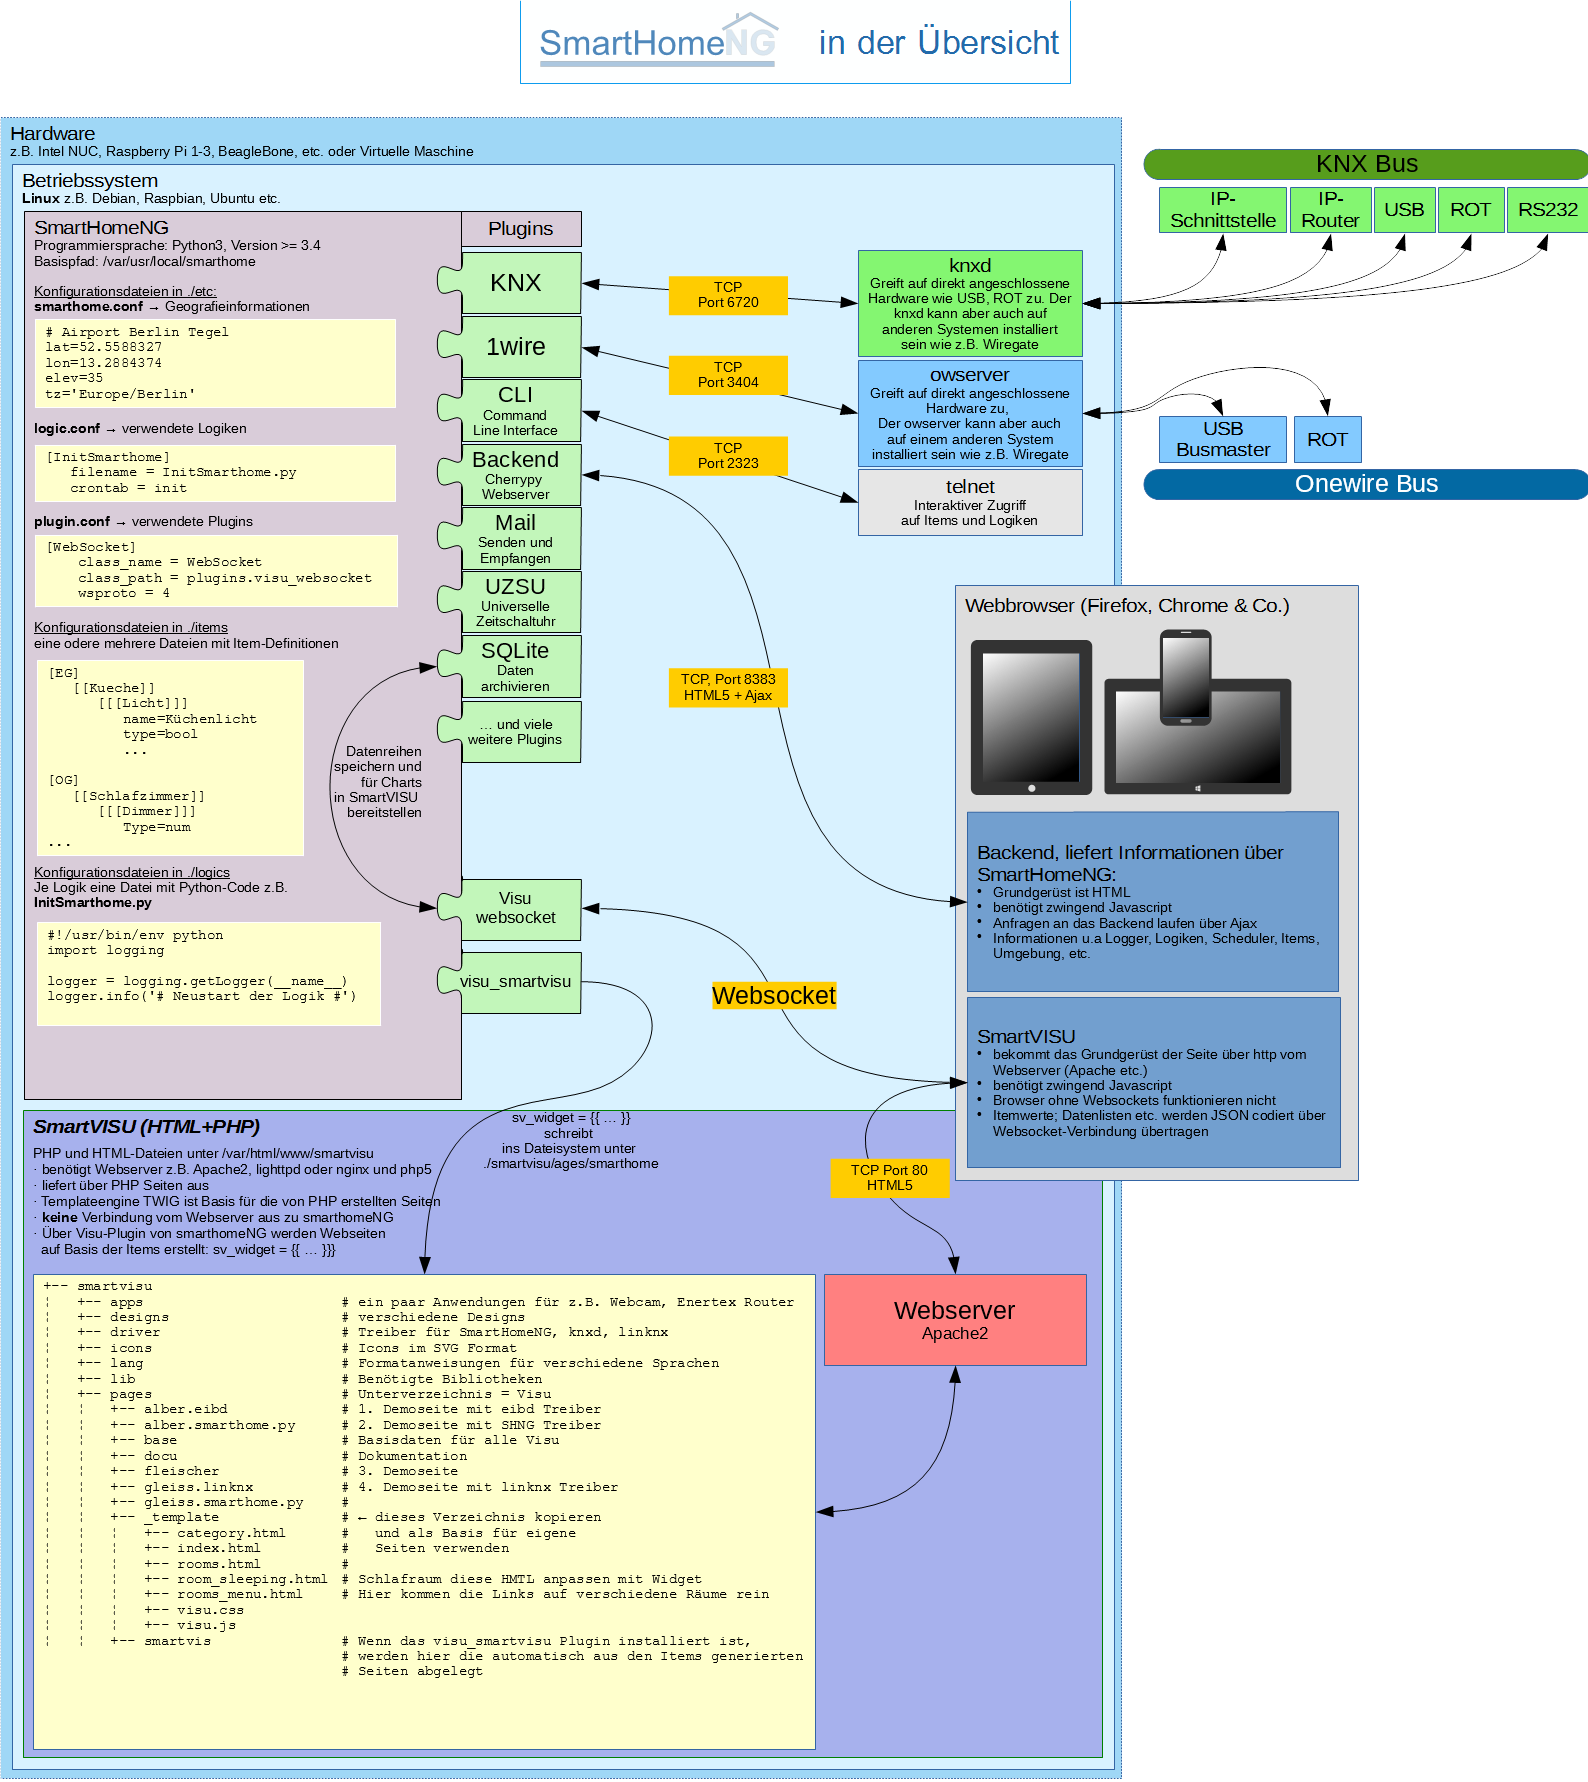 SmartHomeNG in der Übersicht
Hardware
z.B. Intel NUC, Raspberry Pi 1-3, BeagleBone, etc. oder Virtuelle Maschine
Betriebssystem
Linux z.B. Debian, Raspbian, Ubuntu etc.
SmartHomeNG
Programmiersprache: Python3, Version >= 3.4
Basispfad: /var/usr/local/smarthome
Konfigurationsdateien in ./etc:
smarthome.conf → Geografieinformationen
# Airport Berlin Tegel
lat=52.5588327
lon=13.2884374
elev=35
tz='Europe/Berlin'
logic.conf → verwendete Logiken
[InitSmarthome]
filename = InitSmarthome.py
crontab = init
plugin.conf → verwendete Plugins
[WebSocket]
class_name = WebSocket
class_path = plugins.visu_websocket
wsproto = 4
Konfigurationsdateien in ./items
eine odere mehrere Dateien mit Item-Definitionen
[EG]
[[Kueche]]
[[[Licht]]]
name=Küchenlicht
type=bool
...
[OG]
[[Schlafzimmer]]
[[[Dimmer]]]
Type=num
...
Konfigurationsdateien in ./logics
Je Logik eine Datei mit Python-Code z.B.
InitSmarthome.py
#!/usr/bin/env python
import logging
logger = logging.getLogger(__name__)
logger.info('# Neustart der Logik #')
Datenreihen
speichern und
für Charts
in SmartVISU
bereitstellen
Plugins
KNX
1wire
CLI
Command
Line Interface
Backend
Cherrypy
Webserver
Mail
Senden und
Empfangen
UZSU
Universelle
Zeitschaltuhr
SQLite
Daten
archivieren
... und viele
weitere Plugins
Visu
websocket
visu_smartvisu
TCP
Port 6720
TCP
Port 3404
TCP
Port 2323
TCP, Port 8383
HTML5 + Ajax
Websocket
TCP Port 80
HTML5
knxd
Greift auf direkt angeschlossene
Hardware wie USB, ROT zu. Der
knxd kann aber auch auf
anderen Systemen installiert
sein wie z.B. Wiregate
owserver
Greift auf direkt angeschlossene
Hardware zu,
Der owserver kann aber auch
auf einem anderen System
installiert sein wie z.B. Wiregate
telnet
Interaktiver Zugriff
auf Items und Logiken
KNX Bus
IP-
Schnittstelle
IP-
Router
USB
ROT
RS232
USB
Busmaster
ROT
Onewire Bus
Webbrowser (Firefox, Chrome & Co.)
Backend, liefert Informationen über
SmartHomeNG:
• Grundgerüst ist HTML
• benötigt zwingend Javascript
• Anfragen an das Backend laufen über Ajax
• Informationen u.a Logger, Logiken, Scheduler, Items,
Umgebung, etc.
SmartVISU
• bekommt das Grundgerüst der Seite über http vom
Webserver (Apache etc.)
• benötigt zwingend Javascript
• Browser ohne Websockets funktionieren nicht
• Itemwerte; Datenlisten etc. werden JSON codiert über
Websocket-Verbindung übertragen
SmartVISU (HTML+PHP)
PHP und HTML-Dateien unter /var/html/www/smartvisu
· benötigt Webserver z.B. Apache2, lighttpd oder nginx und php5
· liefert über PHP Seiten aus
· Templateengine TWIG ist Basis für die von PHP erstellten Seiten
· keine Verbindung vom Webserver aus zu smarthomeNG
· Über Visu-Plugin von smarthomeNG werden Webseiten
auf Basis der Items erstellt: sv_widget = {{ ... }}}
sv_widget = {{ ... }}
schreibt
ins Dateisystem unter
./smartvisu/ages/smarthome
Webserver
Apache2
+-- smartvisu
¦ +-- apps # ein paar Anwendungen für z.B. Webcam, Enertex Router
¦ +-- designs # verschiedene Designs
¦ +-- driver # Treiber für SmartHomeNG, knxd, linknx
¦ +-- icons # Icons im SVG Format
¦ +-- lang # Formatanweisungen für verschiedene Sprachen
¦ +-- lib # Benötigte Bibliotheken
¦ +-- pages # Unterverzeichnis = Visu
¦ ¦ +-- alber.eibd # 1. Demoseite mit eibd Treiber
¦ ¦ +-- alber.smarthome.py # 2. Demoseite mit SHNG Treiber
¦ ¦ +-- base # Basisdaten für alle Visu
¦ ¦ +-- docu # Dokumentation
¦ ¦ +-- fleischer # 3. Demoseite
¦ ¦ +-- gleiss.linknx # 4. Demoseite mit linknx Treiber
¦ ¦ +-- gleiss.smarthome.py #
¦ ¦ +-- _template # ← dieses Verzeichnis kopieren
¦ ¦ ¦ +-- category.html # und als Basis für eigene
¦ ¦ ¦ +-- index.html # Seiten verwenden
¦ ¦ ¦ +-- rooms.html #
¦ ¦ ¦ +-- room_sleeping.html # Schlafraum diese HMTL anpassen mit Widget
¦ ¦ ¦ +-- rooms_menu.html # Hier kommen die Links auf verschiedene Räume rein
¦ ¦ ¦ +-- visu.css
¦ ¦ ¦ +-- visu.js
¦ ¦ +-- smartvis # Wenn das visu_smartvisu Plugin installiert ist,
# werden hier die automatisch aus den Items generierten
# Seiten abgelegt